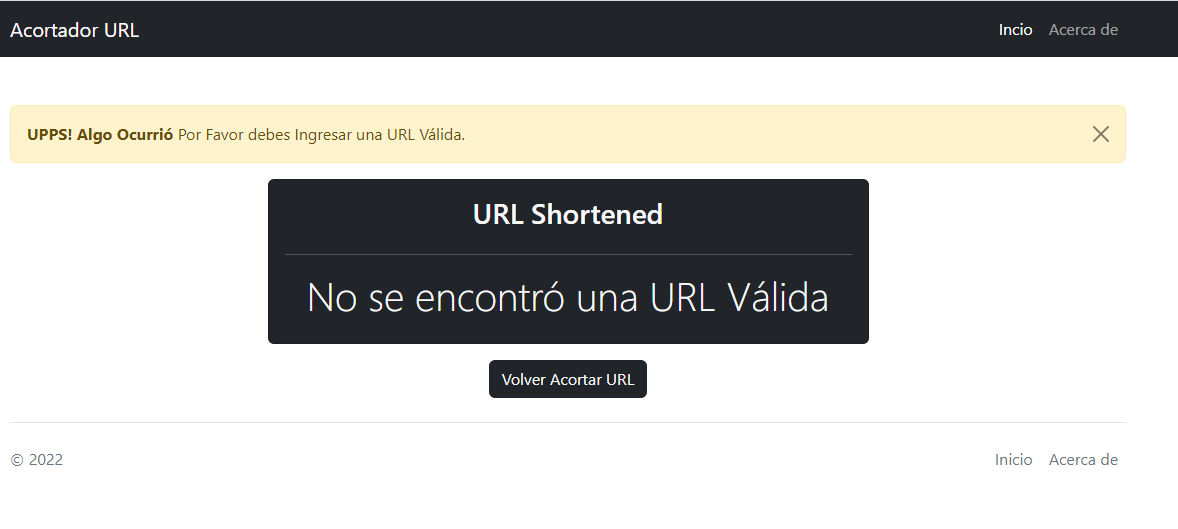 Acortador URL Incio Acerca de
UPPS! Algo Ocurrió Por Favor debes Ingresar una URL Válida.
URL Shortened
No se encontró una URL Válida
Volver Acortar URL
© 2022 Inicio Acerca de